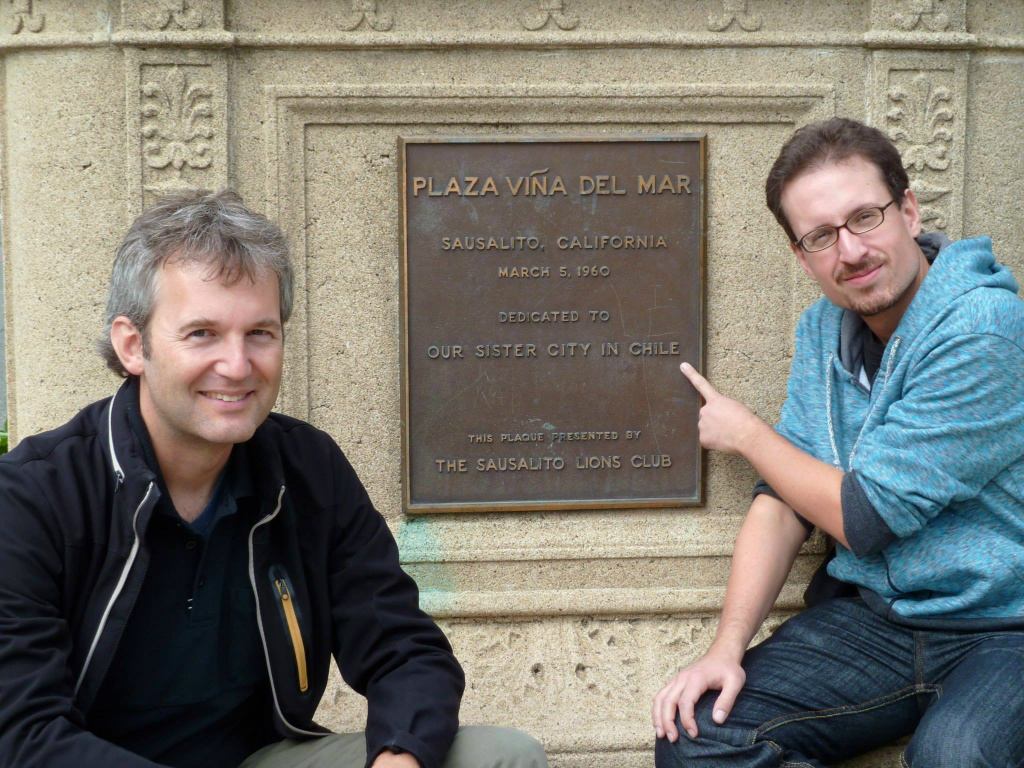 PLAZA VIÑA DEL MAR
SAUSALITO, CALIFORNIA
MARCH 5, 1960
DEDICATED TO
OUR SISTER CITY IN CHILE
THIS PLAQUE PRESENTED BY
THE SAUSALITO LIONS CLUB